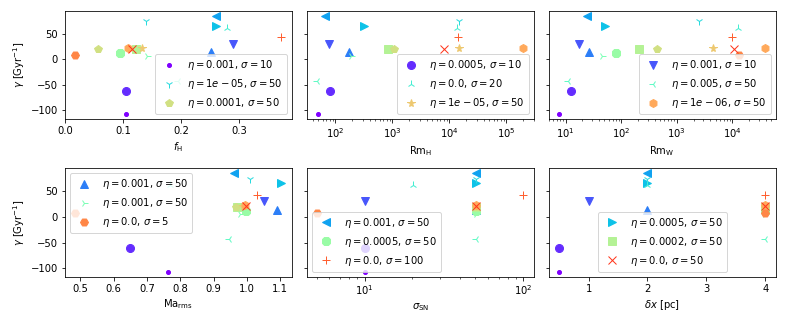 γ [Gyr⁻¹]
50
0
−50
−100
0.0 0.1 0.2 0.3
f_H
η = 0.001, σ = 10
η = 1e − 05, σ = 50
η = 0.0001, σ = 50
10² 10³ 10⁴ 10⁵
Rm_H
η = 0.0005, σ = 10
η = 0.0, σ = 20
η = 1e − 05, σ = 50
10¹ 10² 10³ 10⁴
Rm_W
η = 0.001, σ = 10
η = 0.005, σ = 50
η = 1e − 06, σ = 50
γ [Gyr⁻¹]
50
0
−50
−100
0.5 0.6 0.7 0.8 0.9 1.0 1.1
Ma_rms
η = 0.001, σ = 50
η = 0.001, σ = 50
η = 0.0, σ = 5
10¹ 10²
σ_SN
η = 0.001, σ = 50
η = 0.0005, σ = 50
η = 0.0, σ = 100
1 2 3 4
δx [pc]
η = 0.0005, σ = 50
η = 0.0002, σ = 50
η = 0.0, σ = 50